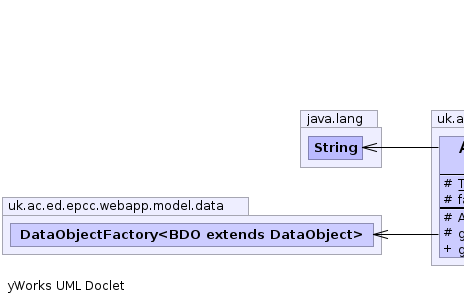 java.lang
uk.a
String
A
# T
# fa
uk.ac.ed.epcc.webapp.model.data
# A
DataObjectFactory<BDO extends DataObject>
# g
+ g
yWorks UML Doclet